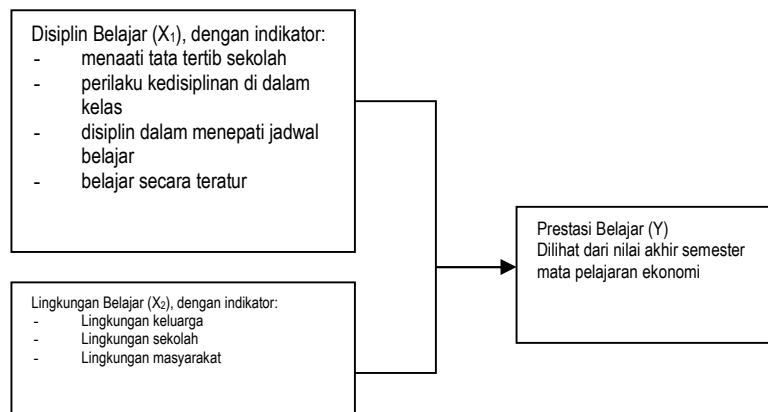 Disiplin Belajar (X₁), dengan indikator:
- menaati tata tertib sekolah
- perilaku kedisiplinan di dalam
kelas
- disiplin dalam menepati jadwal
belajar
- belajar secara teratur
Lingkungan Belajar (X₂), dengan indikator:
- Lingkungan keluarga
- Lingkungan sekolah
- Lingkungan masyarakat
Prestasi Belajar (Y)
Dilihat dari nilai akhir semester
mata pelajaran ekonomi